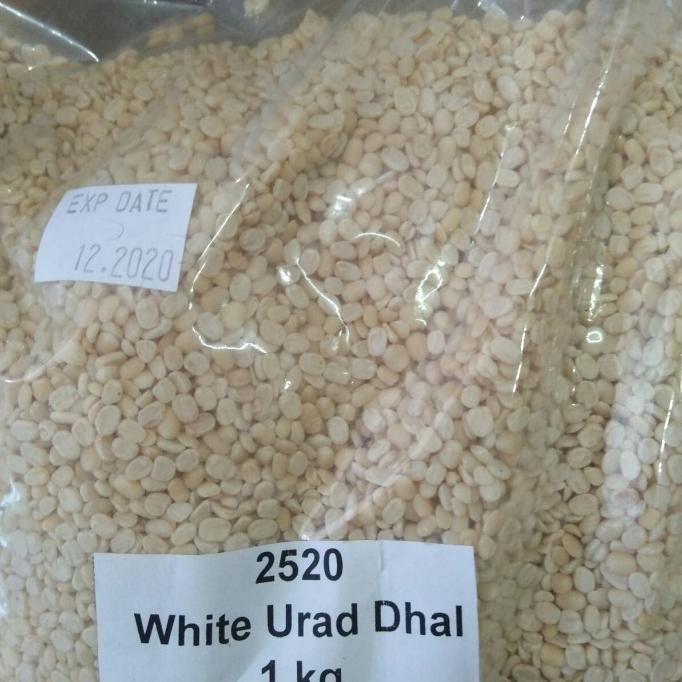 EXP DATE
12.2020
2520
White Urad Dhal
1 kg